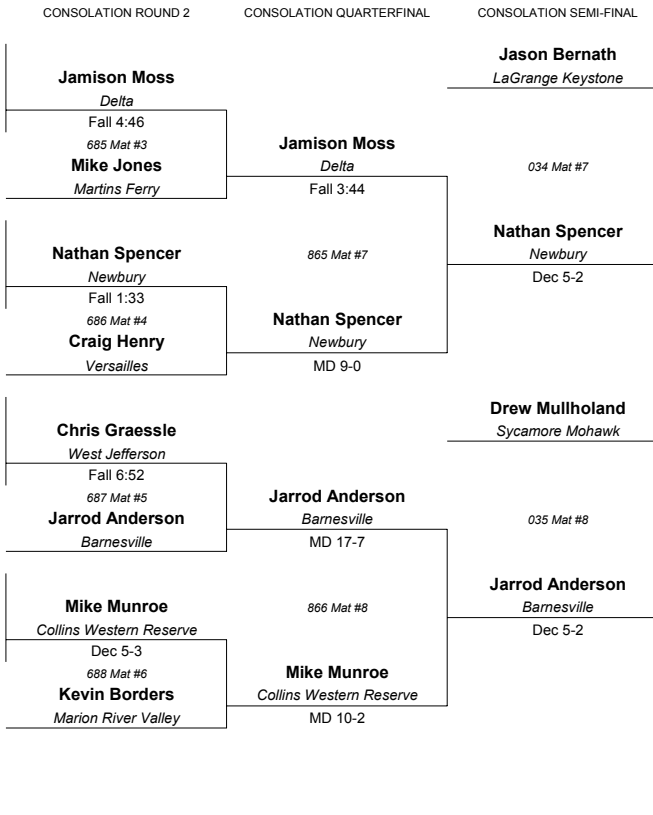 CONSOLATION ROUND 2
CONSOLATION QUARTERFINAL
CONSOLATION SEMI-FINAL
Jason Bernath
LaGrange Keystone
Jamison Moss
Delta
Fall 4:46
685 Mat #3
Mike Jones
Martins Ferry
Jamison Moss
Delta
Fall 3:44
034 Mat #7
Nathan Spencer
Newbury
Fall 1:33
686 Mat #4
Craig Henry
Versailles
865 Mat #7
Nathan Spencer
Newbury
MD 9-0
Nathan Spencer
Newbury
Dec 5-2
Drew Mullholand
Sycamore Mohawk
Chris Graessle
West Jefferson
Fall 6:52
687 Mat #5
Jarrod Anderson
Barnesville
Jarrod Anderson
Barnesville
MD 17-7
035 Mat #8
Mike Munroe
Collins Western Reserve
Dec 5-3
688 Mat #6
Kevin Borders
Marion River Valley
866 Mat #8
Mike Munroe
Collins Western Reserve
MD 10-2
Jarrod Anderson
Barnesville
Dec 5-2